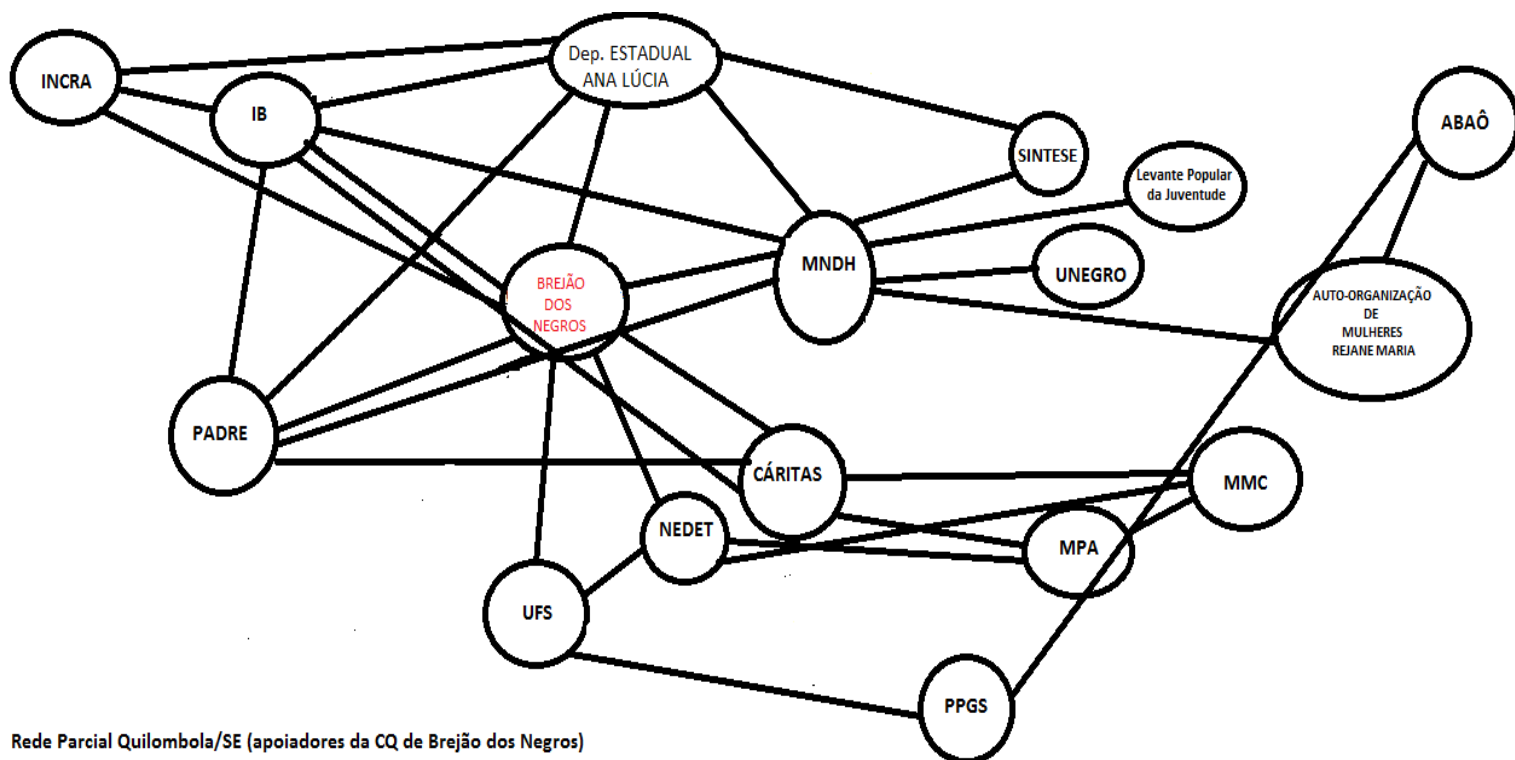 Dep. ESTADUAL
ANA LÚCIA
INCRA
IB
ABAÔ
SINTESE
Levante Popular
da Juventude
MNDH
UNEGRO
BREJÃO
DOS
NEGROS
AUTO-ORGANIZAÇÃO
DE
MULHERES
REJANE MARIA
PADRE
CÁRITAS
MMC
NEDET
MPA
UFS
PPGS
Rede Parcial Quilombola/SE (apoiadores da CQ de Brejão dos Negros)